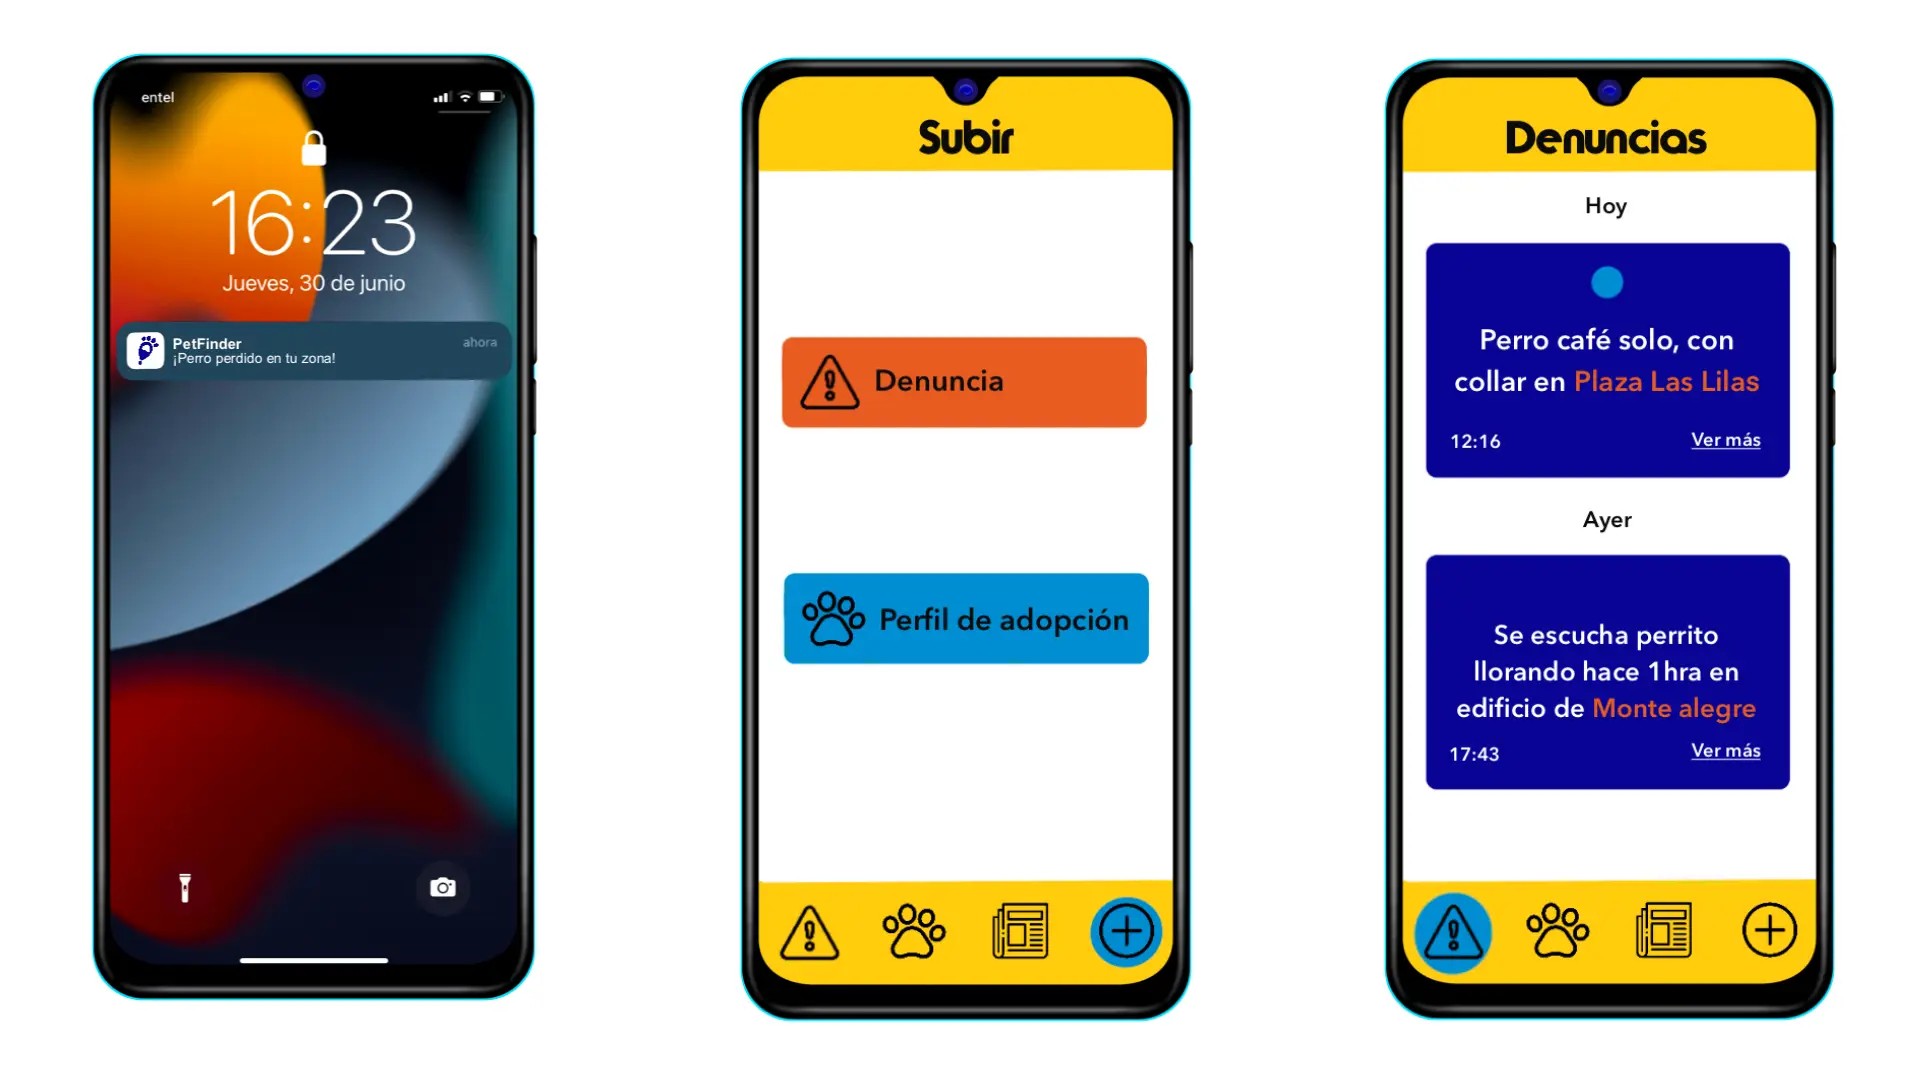 entel
16:23
Jueves, 30 de junio
PetFinder
ahora
¡Perro perdido en tu zona!
Subir
Denuncia
Perfil de adopción
Denuncias
Hoy
Perro café solo, con
collar en Plaza Las Lilas
12:16
Ver más
Ayer
Se escucha perrito
llorando hace 1hra en
edificio de Monte alegre
17:43
Ver más